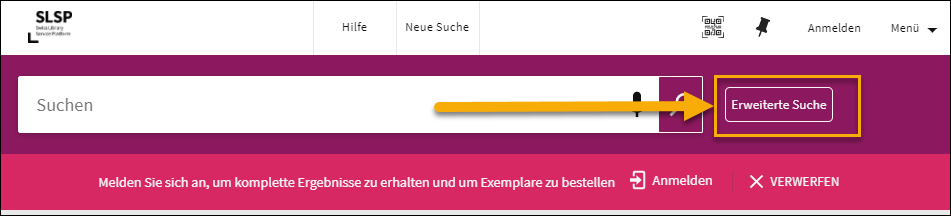 SLSP
Swiss Library
Service Platform
Hilfe
Neue Suche
Anmelden
Menü
Suchen
Erweiterte Suche
Melden Sie sich an, um komplette Ergebnisse zu erhalten und um Exemplare zu bestellen
Anmelden
VERWERFEN